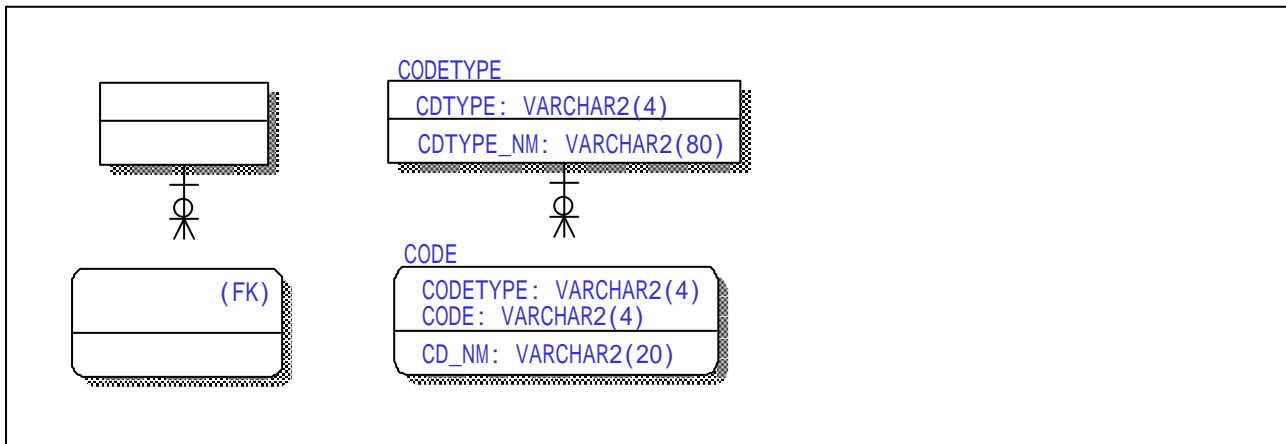 CODETYPE
CDTYPE: VARCHAR2(4)
CDTYPE_NM: VARCHAR2(80)
(FK)
CODE
CODETYPE: VARCHAR2(4)
CODE: VARCHAR2(4)
CD_NM: VARCHAR2(20)